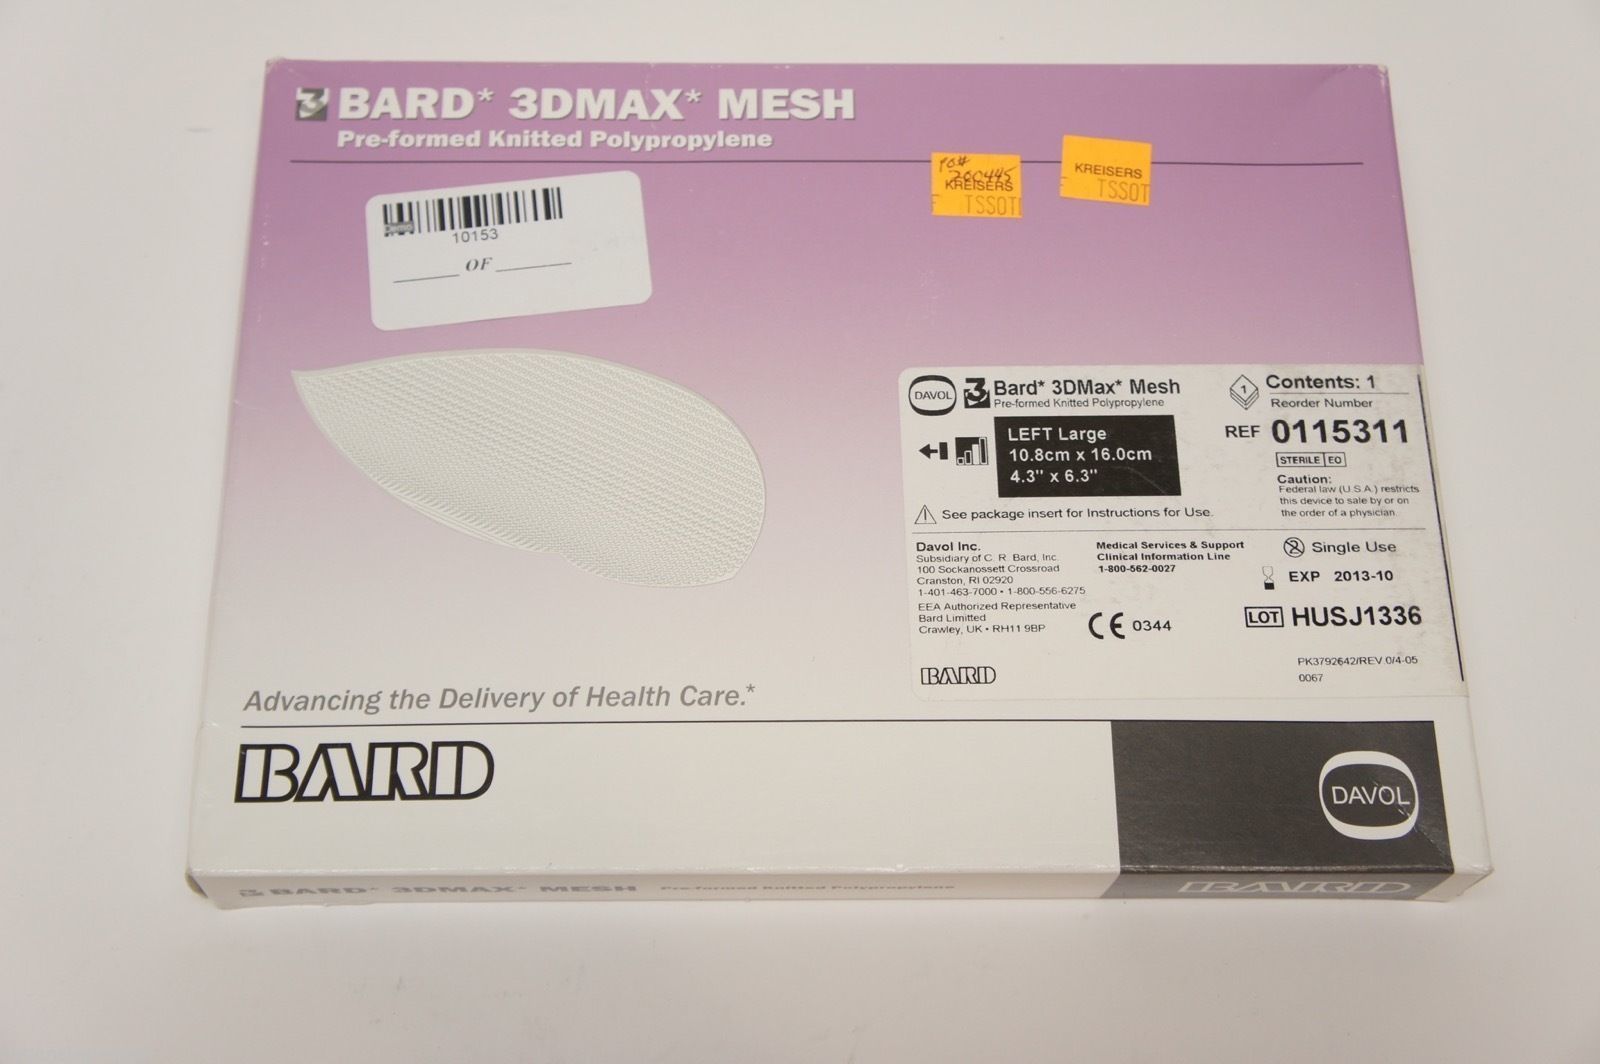 3 BARD* 3DMAX* MESH
Pre-formed Knitted Polypropylene
PO#
200445
KREISERS
TSSOT
KREISERS
TSSOT
10153
OF
DAVOL
3 Bard* 3DMax* Mesh
Pre-formed Knitted Polypropylene
LEFT Large
10.8cm x 16.0cm
4.3" x 6.3"
See package insert for Instructions for Use.
1 Contents: 1
Reorder Number
REF 0115311
STERILE EO
Caution:
Federal law (U.S.A.) restricts
this device to sale by or on
the order of a physician.
Davol Inc.
Subsidiary of C. R. Bard, Inc.
100 Sockanossett Crossroad
Cranston, RI 02920
1-401-463-7000 • 1-800-556-6275
EEA Authorized Representative
Bard Limitted
Crawley, UK • RH11 9BP
Medical Services & Support
Clinical Information Line
1-800-562-0027
CE 0344
2 Single Use
EXP 2013-10
LOT HUSJ1336
BARD
PK3792642/REV 0/4-05
0067
Advancing the Delivery of Health Care.*
BARD
DAVOL
3 BARD* 3DMAX* MESH Pre-formed Knitted Polypropylene
BARD